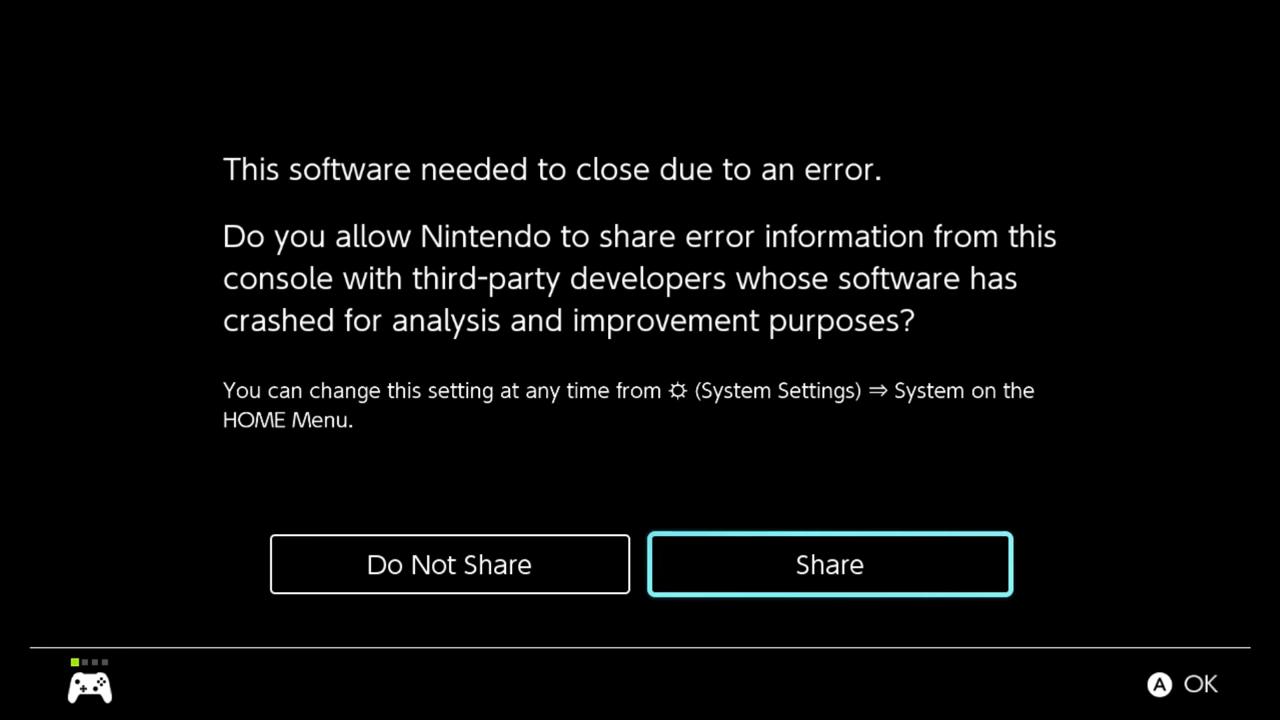 This software needed to close due to an error.
Do you allow Nintendo to share error information from this
console with third-party developers whose software has
crashed for analysis and improvement purposes?
You can change this setting at any time from ☼ (System Settings) ⇒ System on the
HOME Menu.
Do Not Share
Share
A OK